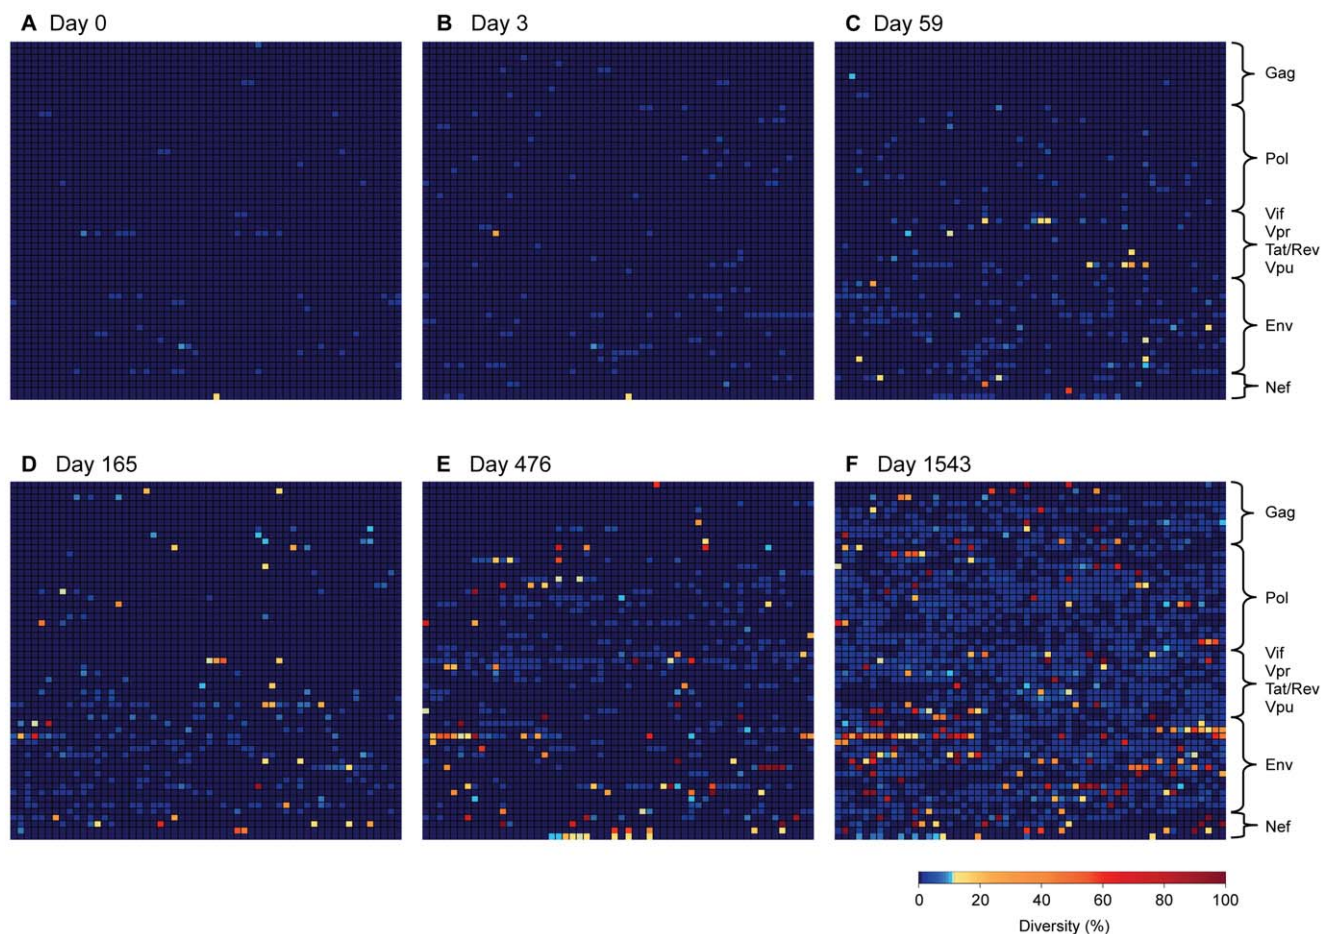 A Day 0
B Day 3
C Day 59
Gag
Pol
Vif
Vpr
Tat/Rev
Vpu
Env
Nef
D Day 165
E Day 476
F Day 1543
Gag
Pol
Vif
Vpr
Tat/Rev
Vpu
Env
Nef
0 20 40 60 80 100
Diversity (%)